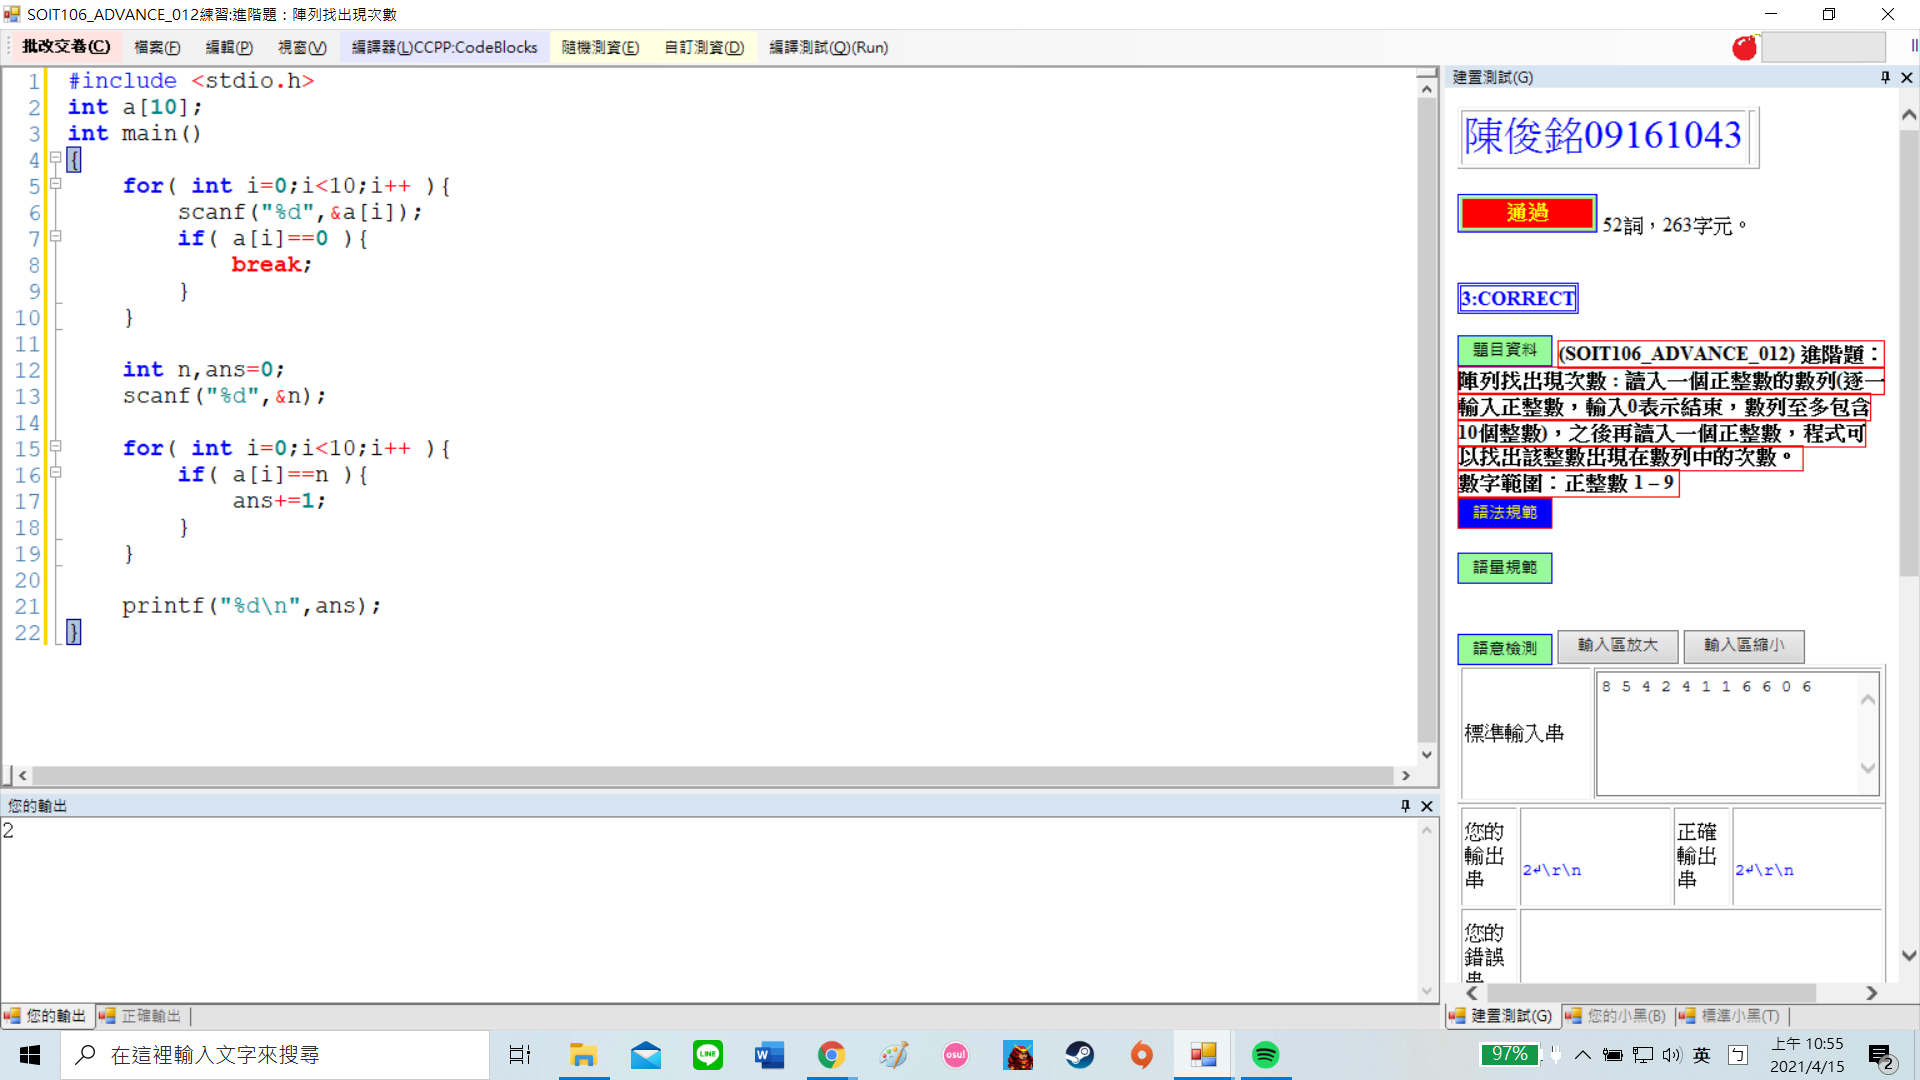 SOIT106_ADVANCE_012練習:進階題：陣列找出現次數
批改交卷(C) 檔案(F) 編輯(P) 視窗(V) 編譯器(L)CCPP:CodeBlocks 隨機測資(E) 自訂測資(D) 編譯測試(Q)(Run)
1 #include <stdio.h>
2 int a[10];
3 int main()
4 {
5 for( int i=0;i<10;i++ ){
6 scanf("%d",&a[i]);
7 if( a[i]==0 ){
8 break;
9 }
10 }
11
12 int n,ans=0;
13 scanf("%d",&n);
14
15 for( int i=0;i<10;i++ ){
16 if( a[i]==n ){
17 ans+=1;
18 }
19 }
20
21 printf("%d\n",ans);
22 }
您的輸出
2
您的輸出 正確輸出
建置測試(G)
陳俊銘09161043
通過 52詞，263字元。
3:CORRECT
題目資料 (SOIT106_ADVANCE_012) 進階題：
陣列找出現次數：讀入一個正整數的數列(逐一
輸入正整數，輸入0表示結束，數列至多包含
10個整數)，之後再讀入一個正整數，程式可
以找出該整數出現在數列中的次數。
數字範圍：正整數 1 – 9
語法規範
語量規範
語意檢測 輸入區放大 輸入區縮小
標準輸入串
8 5 4 2 4 1 1 6 6 0 6
您的輸出串
2↲\r\n
正確輸出串
2↲\r\n
您的錯誤串
建置測試(G) 您的小黑(B) 標準小黑(T)
在這裡輸入文字來搜尋
LINE
W
osu!
97%
英
上午 10:55
2021/4/15
2